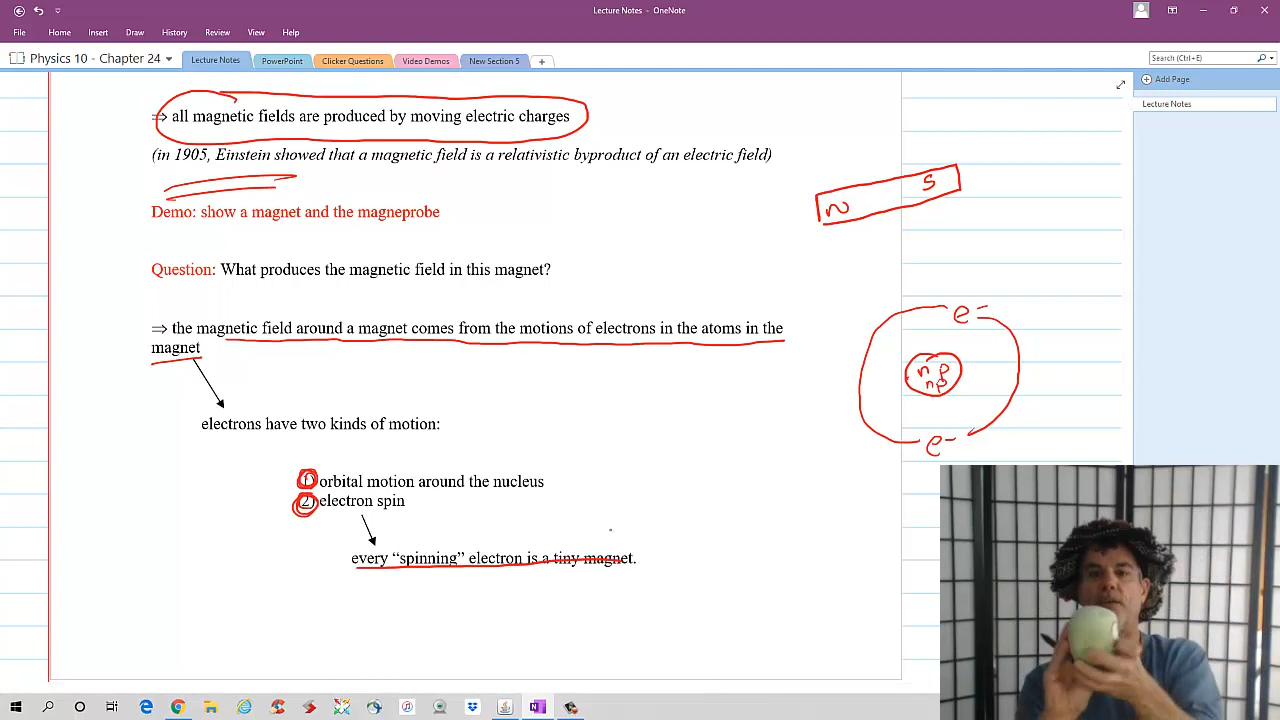 Lecture Notes - OneNote
File Home Insert Draw History View Help
Physics 10 - Chapter 24
Lecture Notes PowerPoint Clicker Questions Video Demos New Section 5
Search (Ctrl+E)
Add Page
Lecture Notes
⇒ all magnetic fields are produced by moving electric charges
(in 1905, Einstein showed that a magnetic field is a relativistic byproduct of an electric field)
Demo: show a magnet and the magneprobe
N S
Question: What produces the magnetic field in this magnet?
⇒ the magnetic field around a magnet comes from the motions of electrons in the atoms in the
magnet
e-
n p
n p
e-
electrons have two kinds of motion:
1) orbital motion around the nucleus
2) electron spin
every “spinning” electron is a tiny magnet.